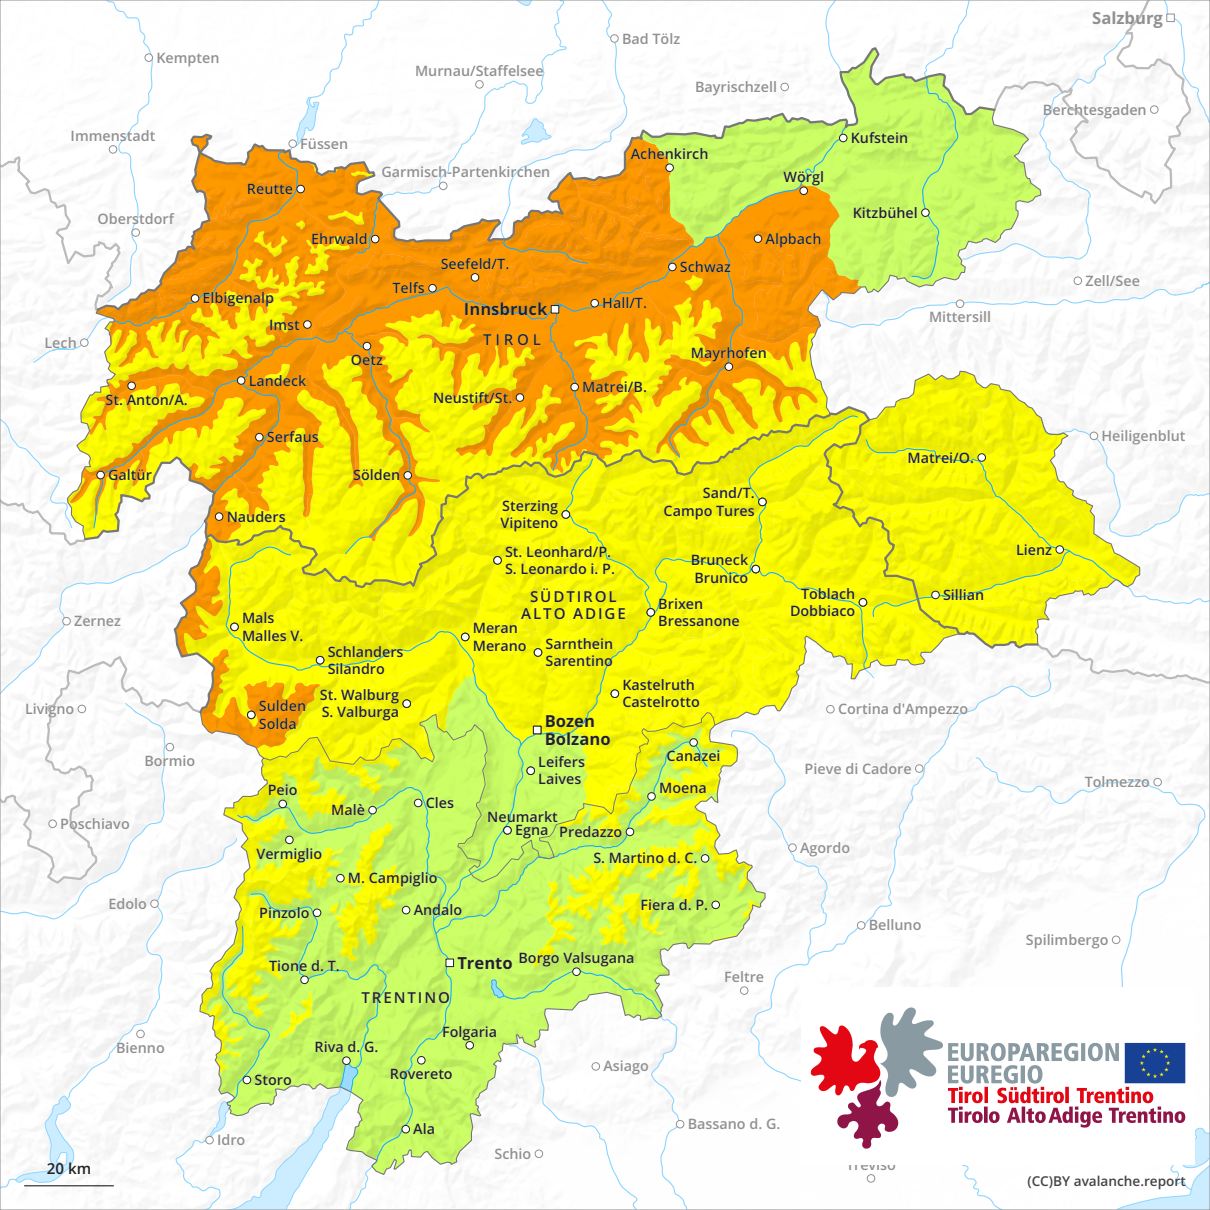 Salzburg
Bad Tölz
Kempten
Murnau/Staffelsee
Bayrischzell
Berchtesgaden
Immenstadt
Füssen
Kufstein
Achenkirch
Garmisch-Partenkirchen
Wörgl
Reutte
Oberstdorf
Kitzbühel
Ehrwald
Alpbach
Seefeld/T.
Schwaz
Zell/See
Telfs
Elbigenalp
Hall/T.
Innsbruck
Mittersill
Imst
TIROL
Lech
Oetz
Mayrhofen
Landeck
Matrei/B.
St. Anton/A.
Neustift/St.
Serfaus
Heiligenblut
Matrei/O.
Galtür
Sölden
Sand/T.
Campo Tures
Sterzing
Vipiteno
Nauders
St. Leonhard/P.
S. Leonardo i. P.
Lienz
Bruneck
Brunico
SÜDTIROL
ALTO ADIGE
Toblach
Dobbiaco
Sillian
Brixen
Bressanone
Zernez
Mals
Malles V.
Meran
Merano
Sarnthein
Sarentino
Schlanders
Silandro
Kastelruth
Castelrotto
St. Walburg
S. Valburga
Livigno
Sulden
Solda
Cortina d'Ampezzo
Bozen
Bolzano
Bormio
Canazei
Leifers
Laives
Pieve di Cadore
Tolmezzo
Peio
Moena
Malè
Cles
Poschiavo
Neumarkt
Egna
Predazzo
Vermiglio
S. Martino d. C.
Agordo
M. Campiglio
Edolo
Pinzolo
Andalo
Fiera d. P.
Belluno
Spilimbergo
Trento
Borgo Valsugana
Tione d. T.
Feltre
TRENTINO
Folgaria
Bienno
Riva d. G.
Rovereto
Asiago
Storo
EUROPAREGION
EUREGIO
Tirol Südtirol Trentino
Tirolo Alto Adige Trentino
Ala
Bassano d. G.
Idro
Schio
Treviso
20 km
(CC)BY avalanche.report